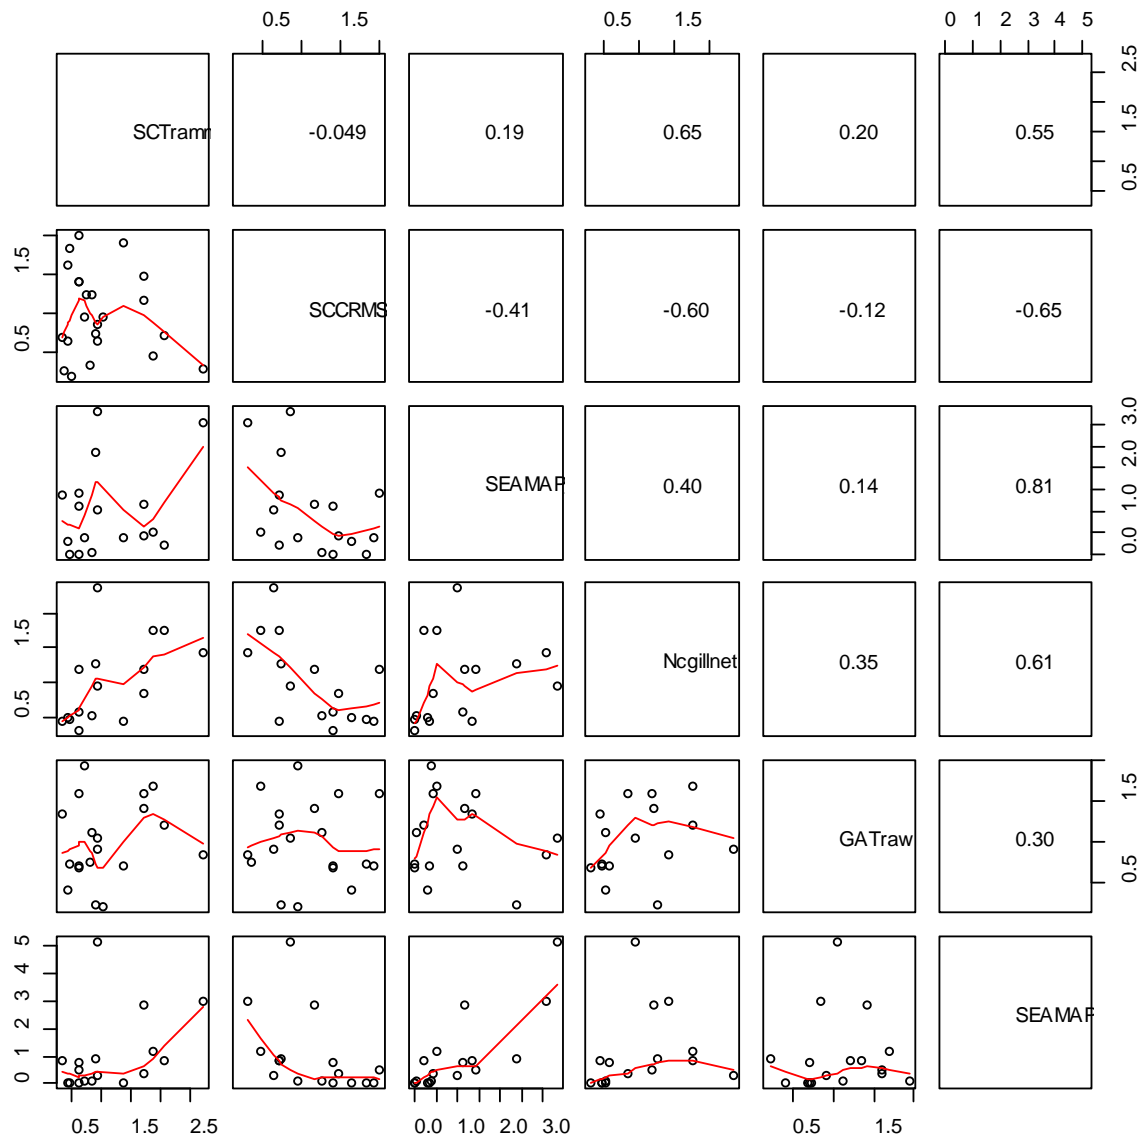 0.5 1.5 0.5 1.5 0 1 2 3 4 5
SCTramr -0.049 0.19 0.65 0.20 0.55 0.5 1.5 2.5
0.5 1.5 SCCRMS -0.41 -0.60 -0.12 -0.65
SEAMAP -0.40 0.14 0.81 0.0 1.0 2.0 3.0
0.5 1.5 Ncgillnet 0.35 0.61
GATraw 0.30 0.5 1.5
0 1 2 3 4 5 SEAMAP
0.5 1.5 2.5 0.0 1.0 2.0 3.0 0.5 1.5